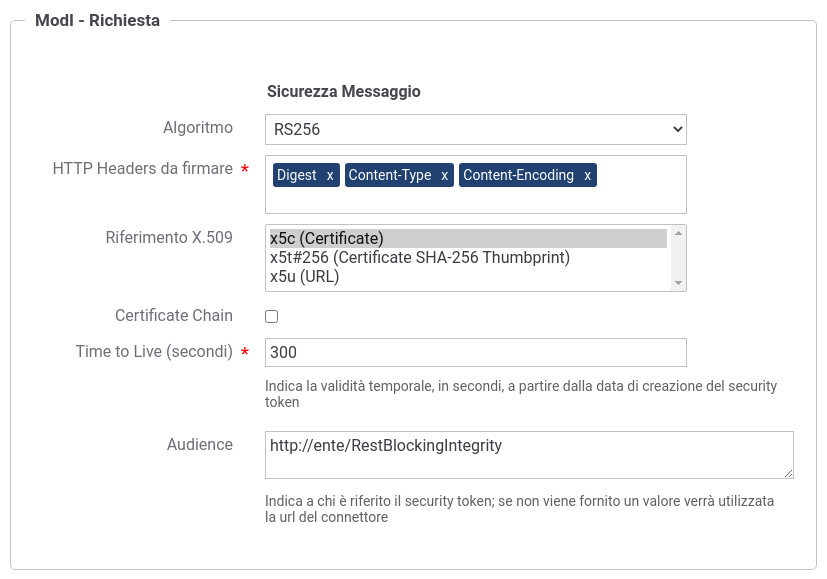 ModI - Richiesta
Sicurezza Messaggio
Algoritmo RS256
HTTP Headers da firmare * Digest x Content-Type x Content-Encoding x
Riferimento X.509 x5c (Certificate)
x5t#256 (Certificate SHA-256 Thumbprint)
x5u (URL)
Certificate Chain
Time to Live (secondi) * 300
Indica la validità temporale, in secondi, a partire dalla data di creazione del security
token
Audience http://ente/RestBlockingIntegrity
Indica a chi è riferito il security token; se non viene fornito un valore verrà utilizzata
la url del connettore